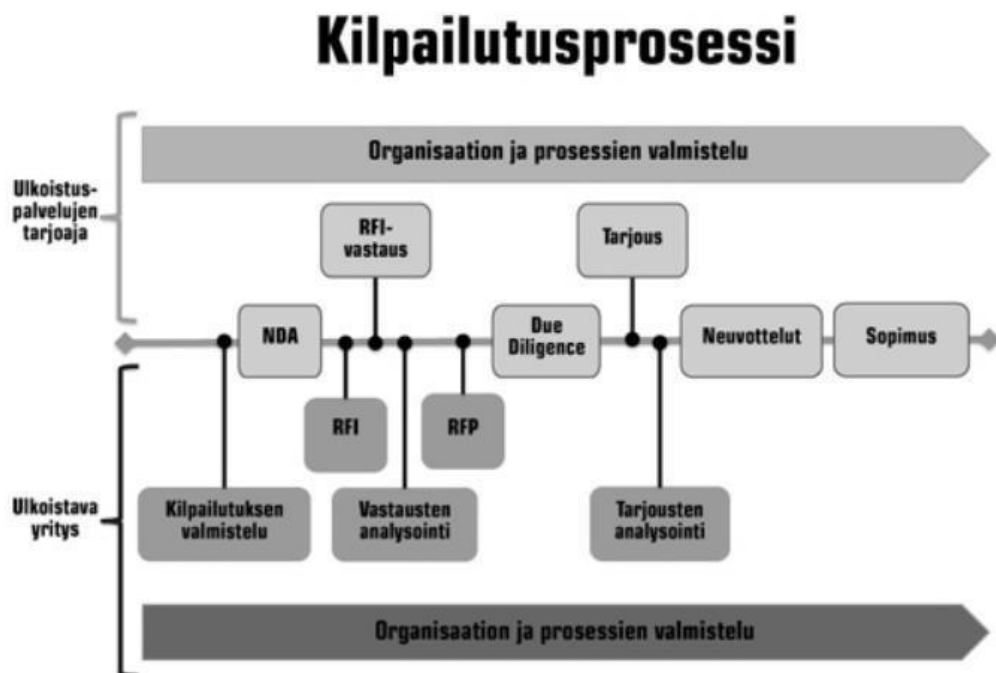 Kilpailutusprosessi
Organisaation ja prosessien valmistelu
Ulkoistus-
palvelujen
tarjoaja
RFI-
vastaus
Tarjous
NDA
Due
Diligence
Neuvottelut
Sopimus
RFI
RFP
Ulkoistava
yritys
Kilpailutuksen
valmistelu
Vastausten
analysointi
Tarjousten
analysointi
Organisaation ja prosessien valmistelu